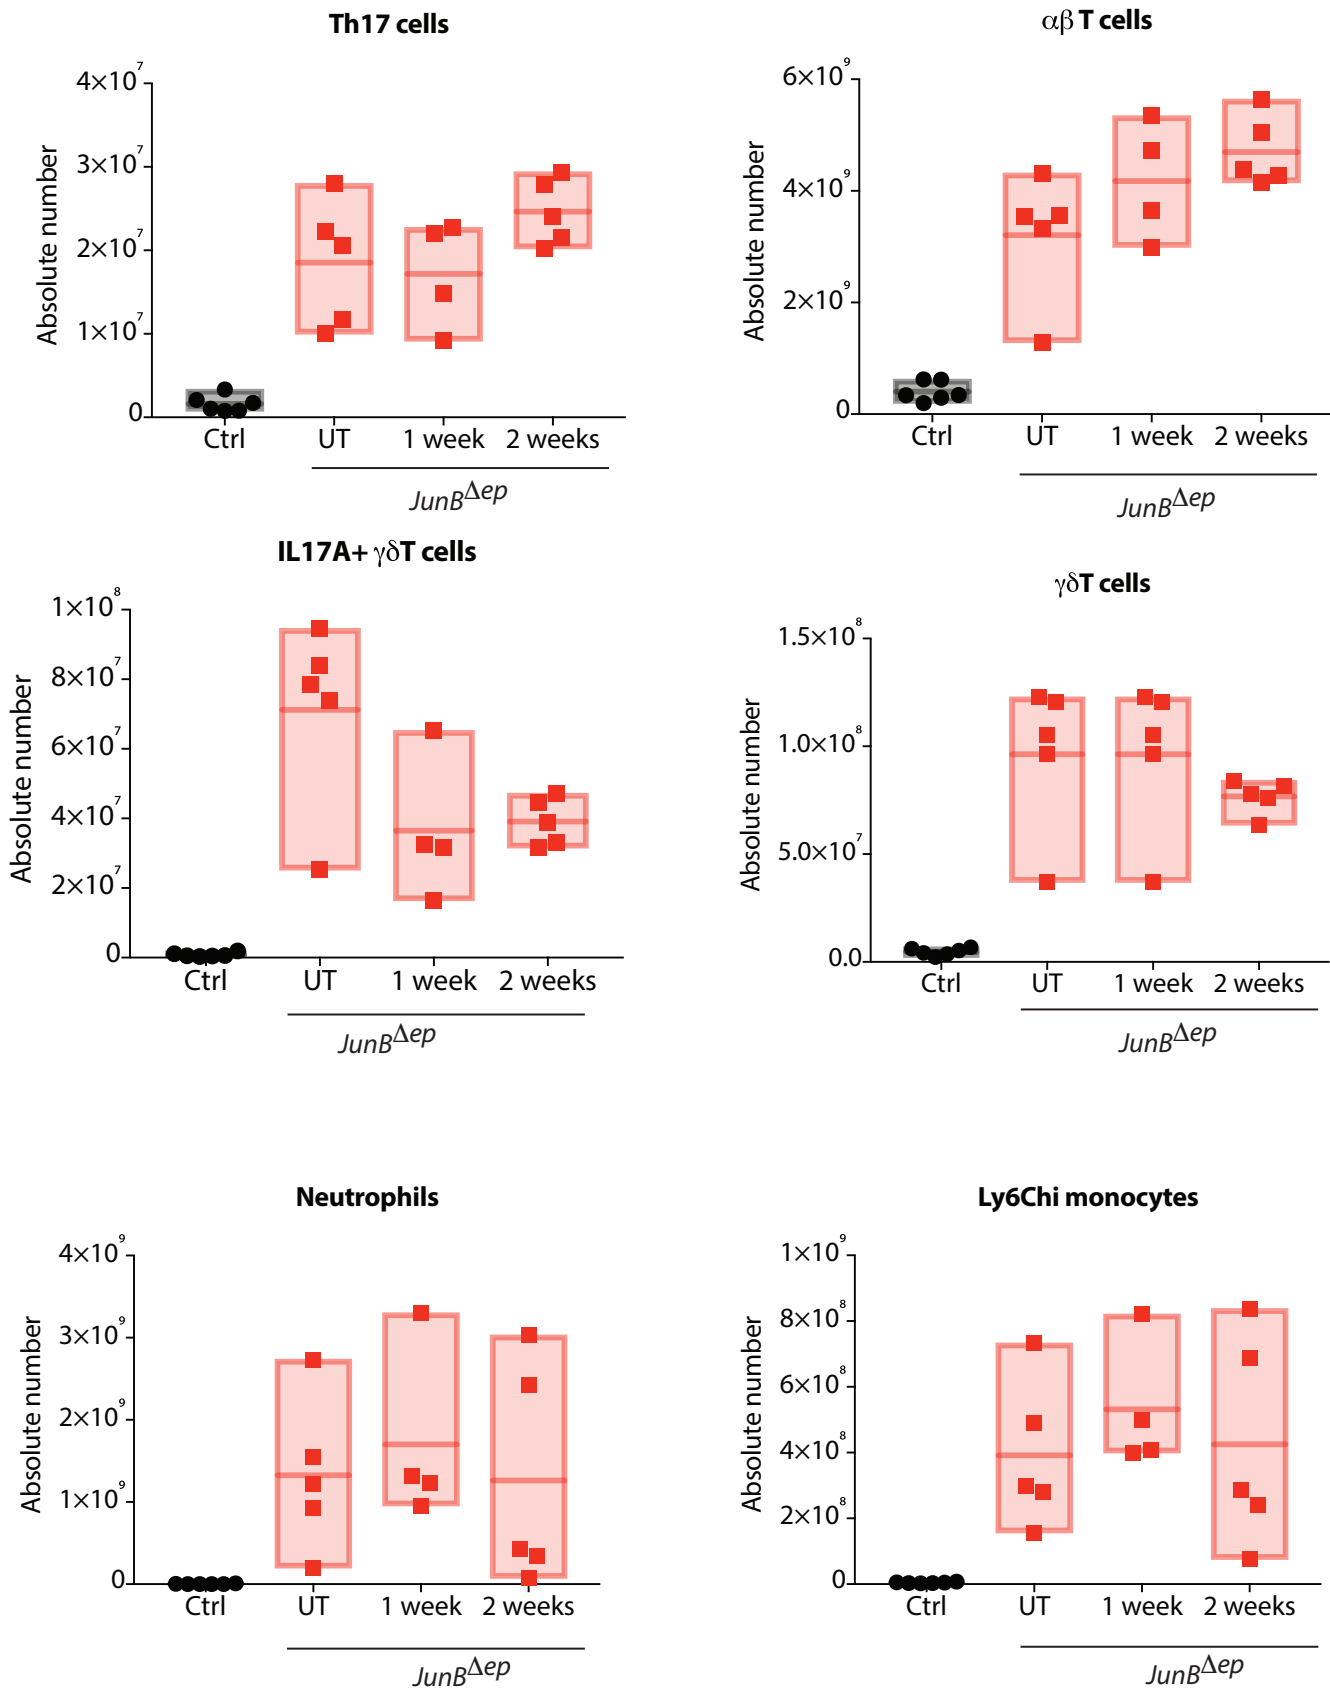 Th17 cells
Absolute number
4×10⁷
3×10⁷
2×10⁷
1×10⁷
0
Ctrl UT 1 week 2 weeks
JunB^Δep
αβ T cells
Absolute number
6×10⁹
4×10⁹
2×10⁹
0
Ctrl UT 1 week 2 weeks
JunB^Δep
IL17A+ γδT cells
Absolute number
1×10⁸
8×10⁷
6×10⁷
4×10⁷
2×10⁷
0
Ctrl UT 1 week 2 weeks
JunB^Δep
γδT cells
Absolute number
1.5×10⁸
1.0×10⁸
5.0×10⁷
0.0
Ctrl UT 1 week 2 weeks
JunB^Δep
Neutrophils
Absolute number
4×10⁹
3×10⁹
2×10⁹
1×10⁹
0
Ctrl UT 1 week 2 weeks
JunB^Δep
Ly6Chi monocytes
Absolute number
1×10⁹
8×10⁸
6×10⁸
4×10⁸
2×10⁸
0
Ctrl UT 1 week 2 weeks
JunB^Δep